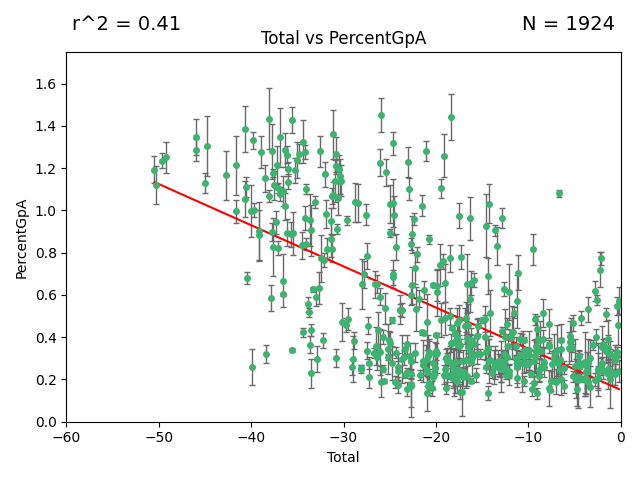 r^2 = 0.41 N = 1924
Total vs PercentGpA
PercentGpA
1.6
1.4
1.2
1.0
0.8
0.6
0.4
0.2
0.0
−60 −50 −40 −30 −20 −10 0
Total